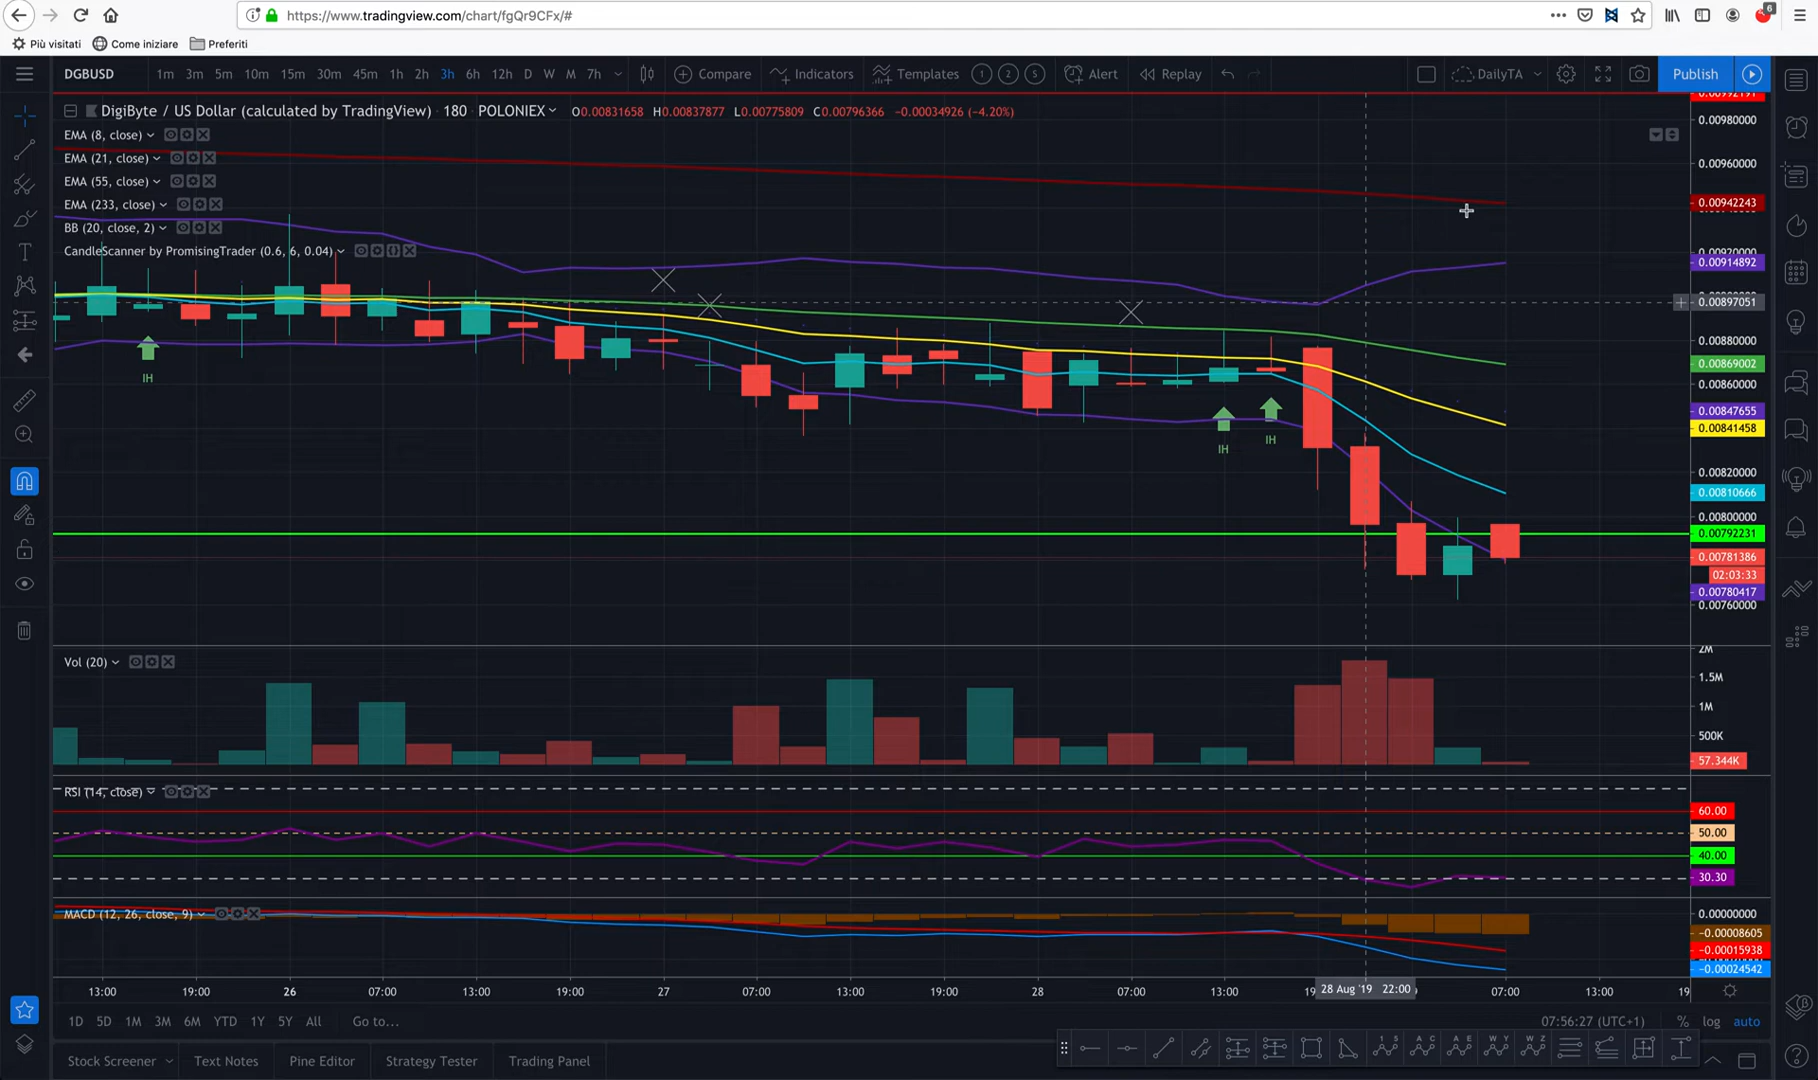 https://www.tradingview.com/chart/fgQr9CFx/#
6
Più visitati Come iniziare Preferiti
DGBUSD 1m 3m 5m 10m 15m 30m 45m 1h 2h 3h 6h 12h D W M 7h Compare Indicators Templates 1 2 5 Alert Replay DailyTA Publish
DigiByte / US Dollar (calculated by TradingView) · 180 · POLONIEX O0.00831658 H0.00837877 L0.00775809 C0.00796366 −0.00034926 (−4.20%)
EMA (8, close)
EMA (21, close)
EMA (55, close)
EMA (233, close)
BB (20, close, 2)
CandleScanner by PromisingTrader (0.6, 6, 0.04)
0.00980000
0.00960000
0.00942243
0.00914892
0.00897051
0.00880000
0.00869002
0.00860000
0.00847655
0.00841458
0.00820000
0.00810666
0.00800000
0.00792231
0.00781386
02:03:33
0.00780417
0.00760000
IH
IH
IH
Vol (20)
2M
1.5M
1M
500K
57.344K
RSI (14, close)
60.00
50.00
40.00
30.30
MACD (12, 26, close, 9)
0.00000000
−0.00008605
−0.00015938
−0.00024542
13:00 19:00 26 07:00 13:00 19:00 27 07:00 13:00 19:00 28 07:00 13:00 28 Aug '19 22:00 07:00 13:00
1D 5D 1M 3M 6M YTD 1Y 5Y All Go to... 07:56:27 (UTC+1) % log auto
Stock Screener Text Notes Pine Editor Strategy Tester Trading Panel